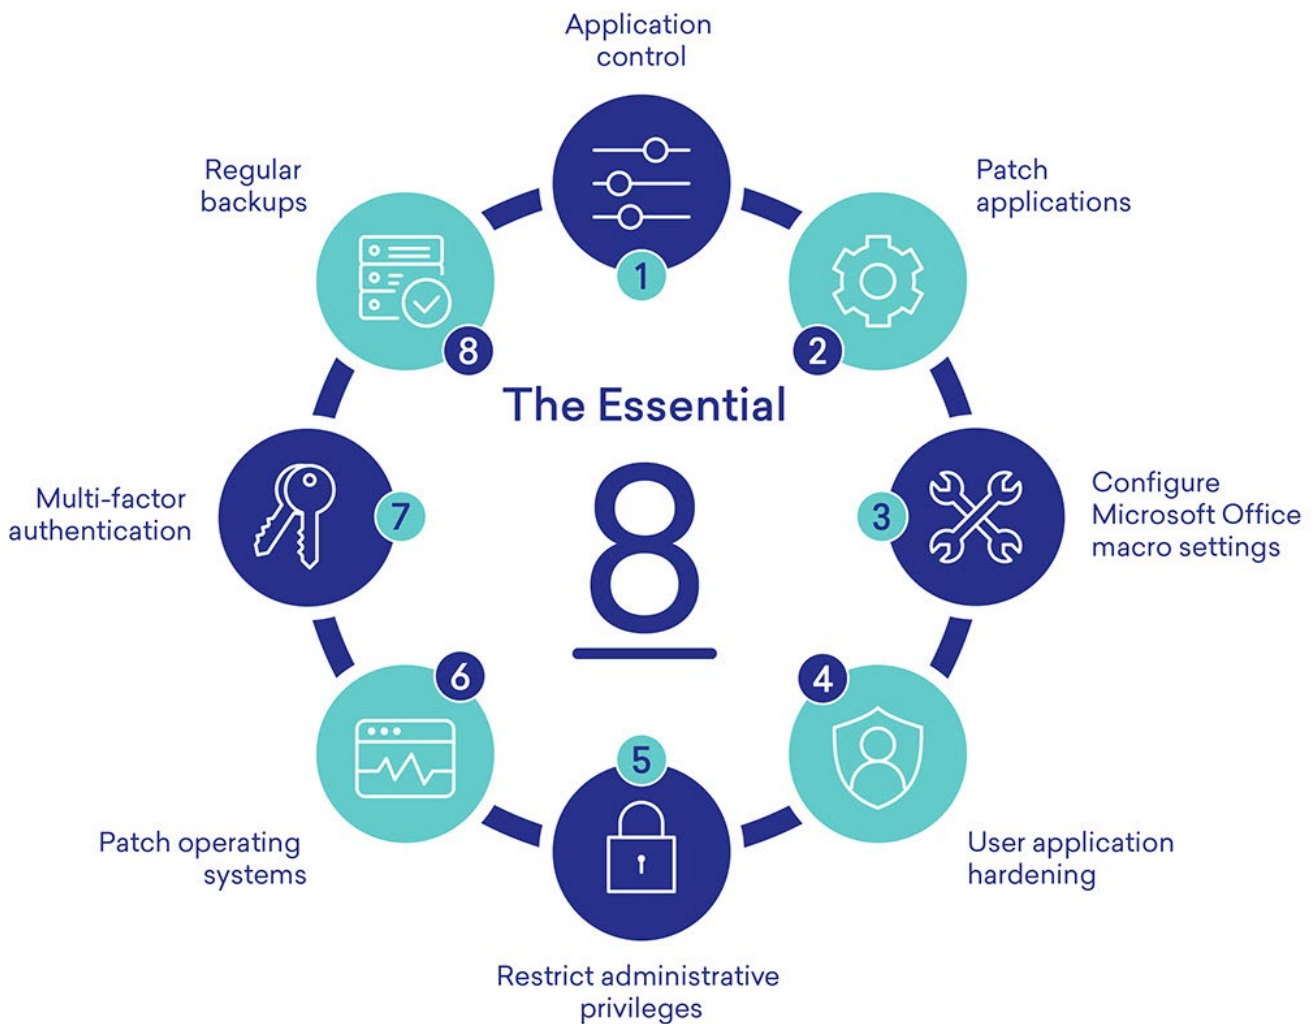 Application
control
1
Patch
applications
2
Configure
Microsoft Office
macro settings
3
User application
hardening
4
Restrict administrative
privileges
5
Patch operating
systems
6
Multi-factor
authentication
7
Regular
backups
8
The Essential
8